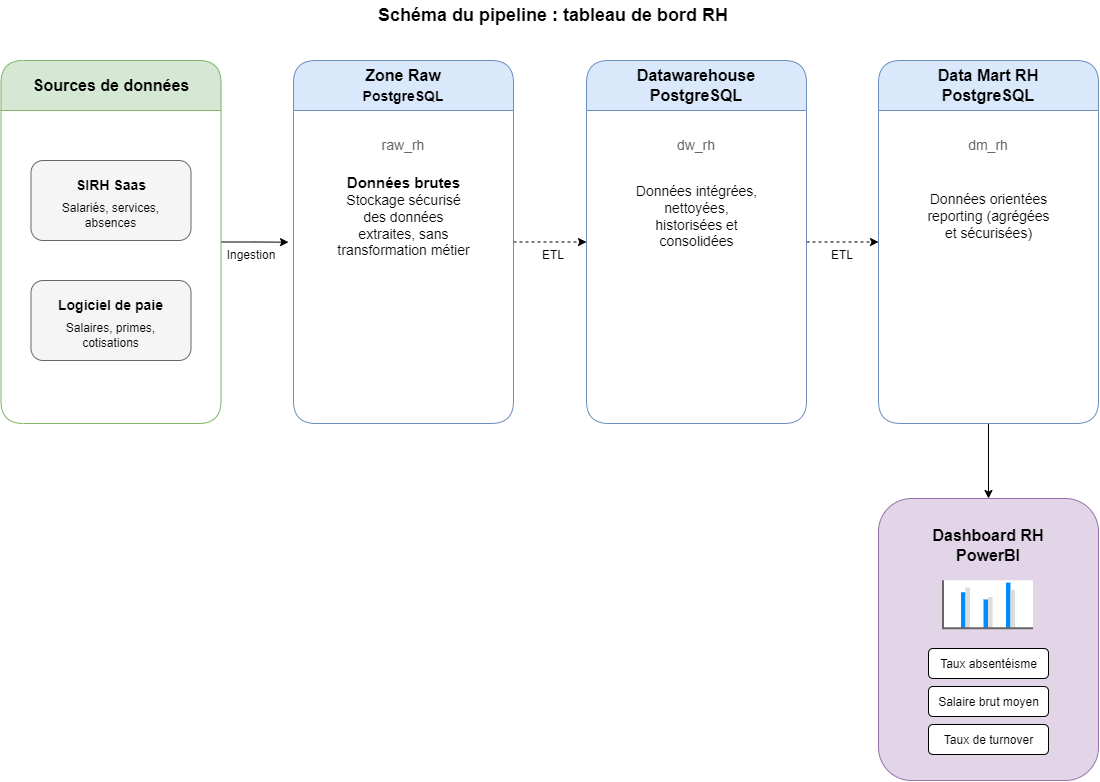 Schéma du pipeline : tableau de bord RH
Sources de données
SIRH Saas
Salariés, services,
absences
Logiciel de paie
Salaires, primes,
cotisations
Ingestion
Zone Raw
PostgreSQL
raw_rh
Données brutes
Stockage sécurisé
des données
extraites, sans
transformation métier
ETL
Datawarehouse
PostgreSQL
dw_rh
Données intégrées,
nettoyées,
historisées et
consolidées
ETL
Data Mart RH
PostgreSQL
dm_rh
Données orientées
reporting (agrégées
et sécurisées)
Dashboard RH
PowerBI
Taux absentéisme
Salaire brut moyen
Taux de turnover